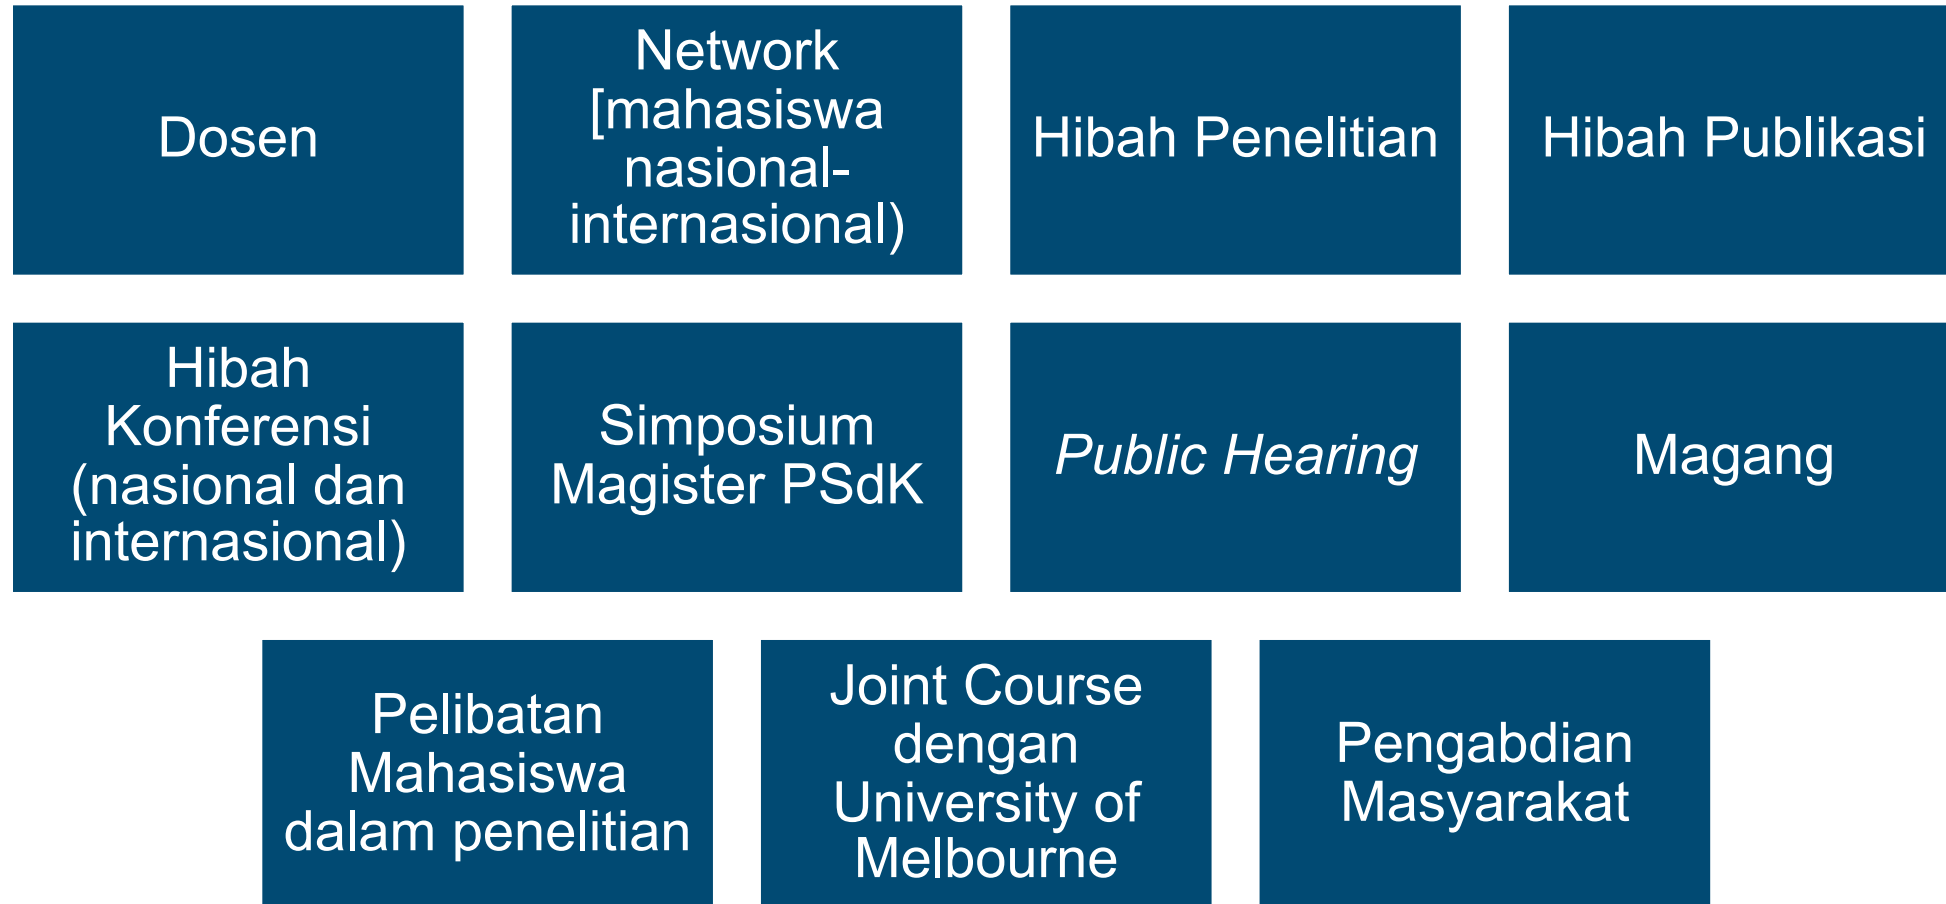 Dosen
Network
[mahasiswa
nasional-
internasional)
Hibah Penelitian
Hibah Publikasi
Hibah
Konferensi
(nasional dan
internasional)
Simposium
Magister PSdK
Public Hearing
Magang
Pelibatan
Mahasiswa
dalam penelitian
Joint Course
dengan
University of
Melbourne
Pengabdian
Masyarakat